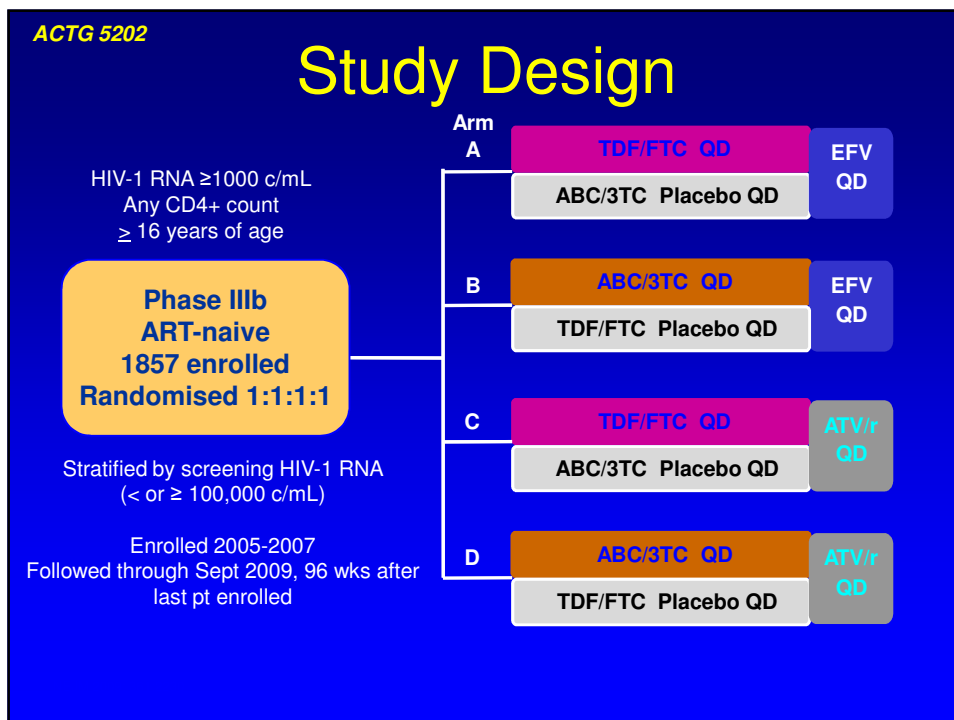 ACTG 5202
Study Design
HIV-1 RNA ≥1000 c/mL
Any CD4+ count
≥ 16 years of age
Phase IIIb
ART-naive
1857 enrolled
Randomised 1:1:1:1
Stratified by screening HIV-1 RNA
(< or ≥ 100,000 c/mL)
Enrolled 2005-2007
Followed through Sept 2009, 96 wks after
last pt enrolled
Arm
A
TDF/FTC QD
ABC/3TC Placebo QD
EFV
QD
B
ABC/3TC QD
TDF/FTC Placebo QD
EFV
QD
C
TDF/FTC QD
ABC/3TC Placebo QD
ATV/r
QD
D
ABC/3TC QD
TDF/FTC Placebo QD
ATV/r
QD